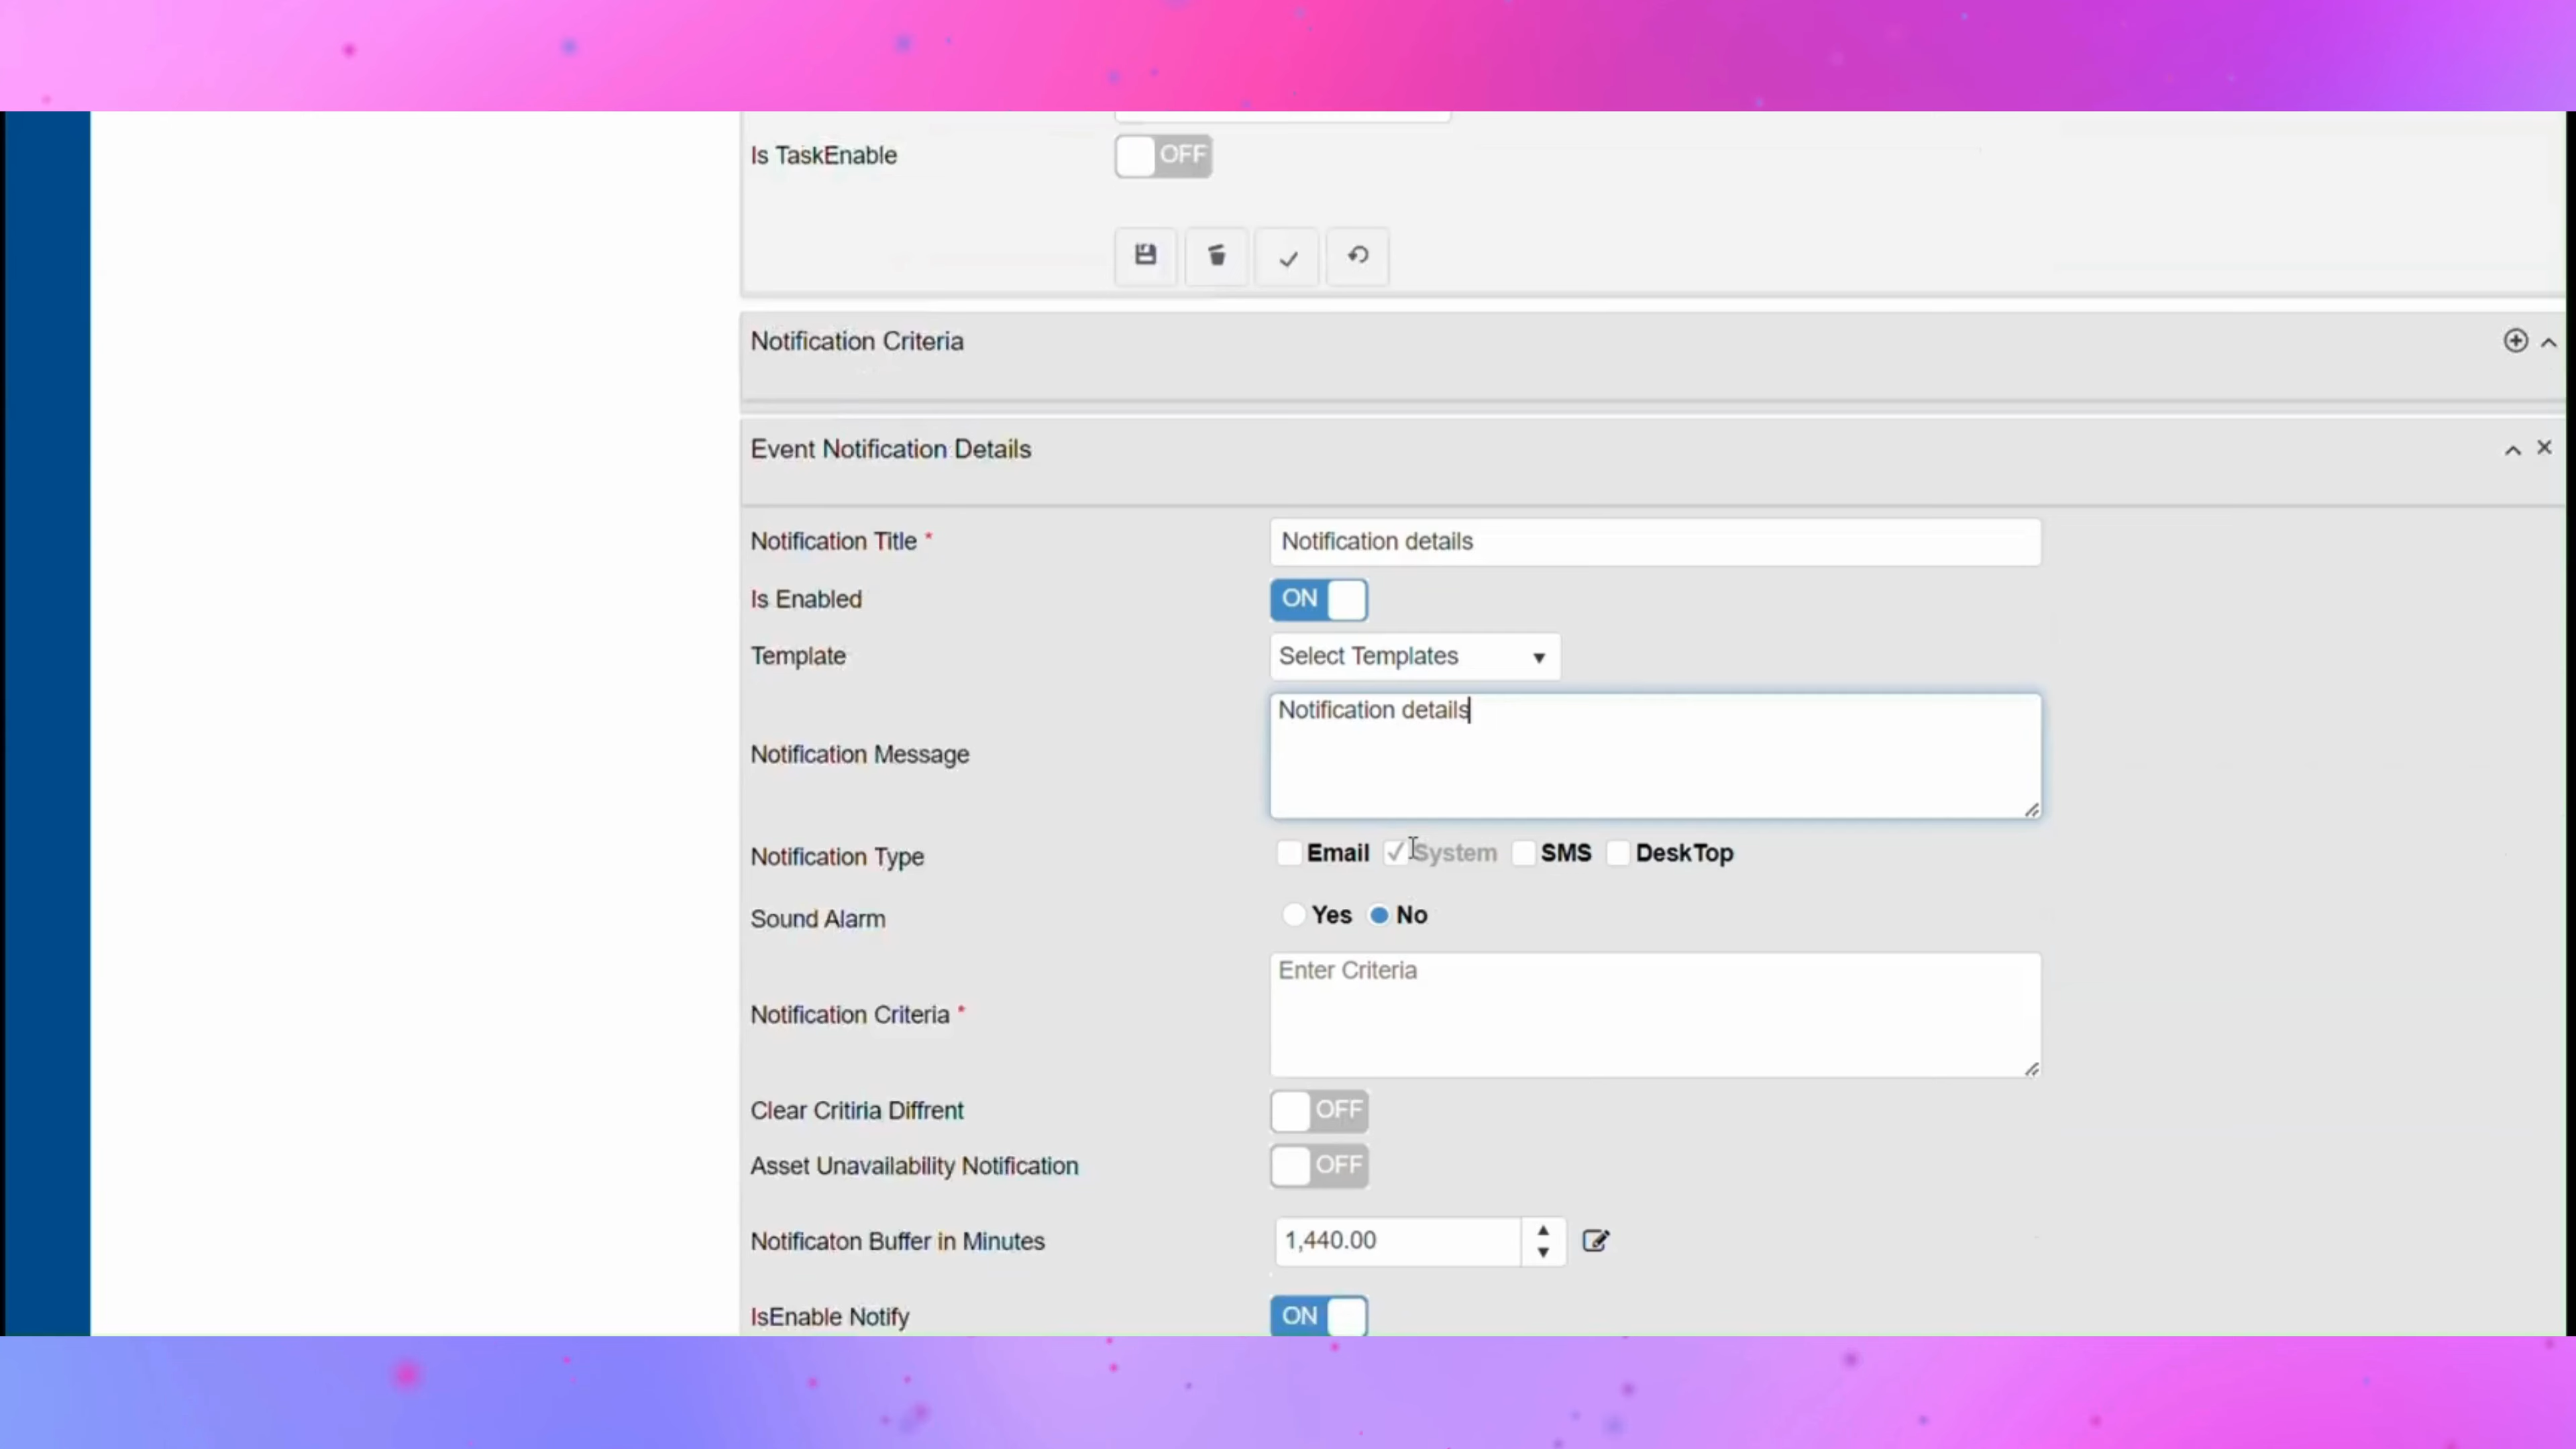 Is TaskEnable OFF
Notification Criteria
Event Notification Details
Notification Title * Notification details
Is Enabled ON
Template Select Templates
Notification details
Notification Message
Notification Type Email System SMS DeskTop
Sound Alarm Yes No
Enter Criteria
Notification Criteria *
Clear Critiria Diffrent OFF
Asset Unavailability Notification OFF
Notificaton Buffer in Minutes 1,440.00
IsEnable Notify ON